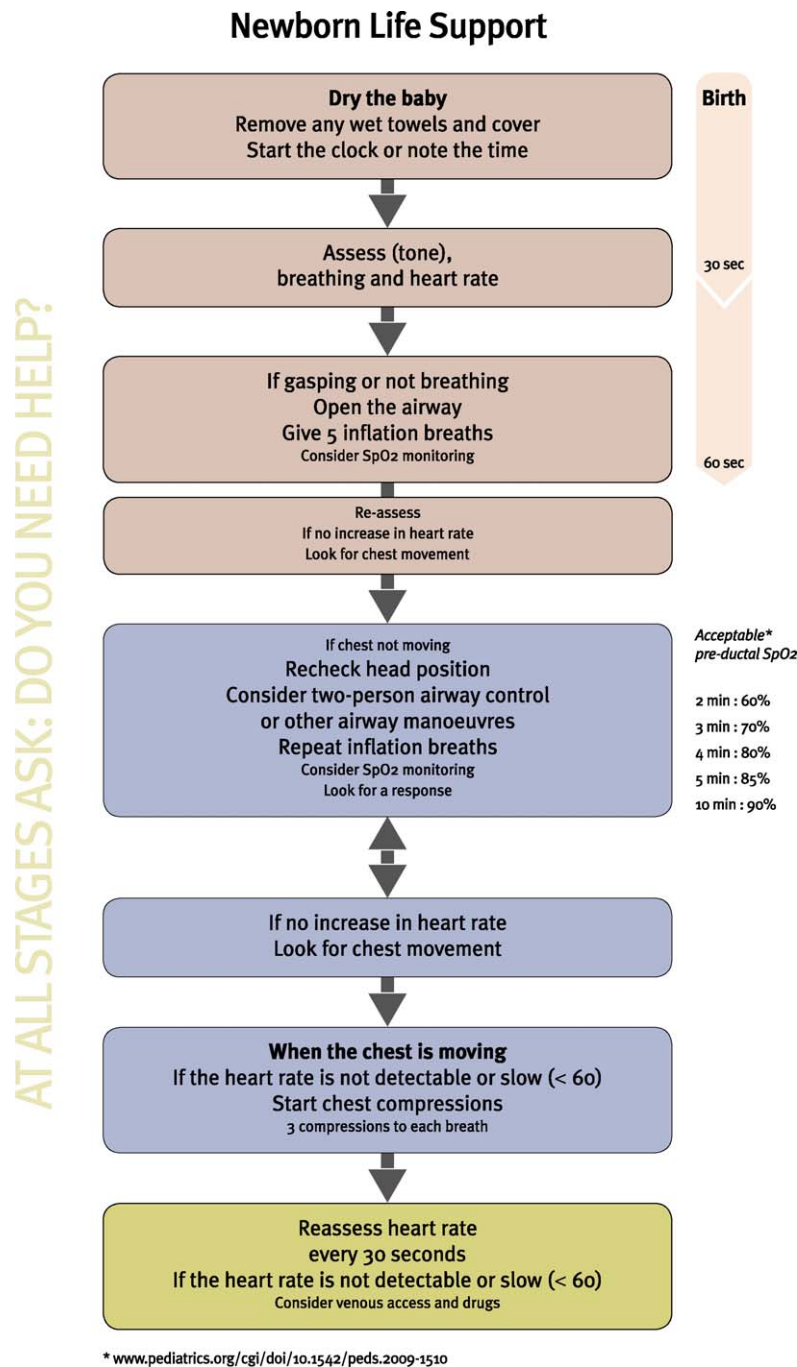 Newborn Life Support
Dry the baby
Remove any wet towels and cover
Start the clock or note the time
Birth
Assess (tone),
breathing and heart rate
30 sec
If gasping or not breathing
Open the airway
Give 5 inflation breaths
Consider SpO2 monitoring
60 sec
Re-assess
If no increase in heart rate
Look for chest movement
If chest not moving
Recheck head position
Consider two-person airway control
or other airway manoeuvres
Repeat inflation breaths
Consider SpO2 monitoring
Look for a response
Acceptable*
pre-ductal SpO2
2 min : 60%
3 min : 70%
4 min : 80%
5 min : 85%
10 min : 90%
If no increase in heart rate
Look for chest movement
When the chest is moving
If the heart rate is not detectable or slow (< 60)
Start chest compressions
3 compressions to each breath
Reassess heart rate
every 30 seconds
If the heart rate is not detectable or slow (< 60)
Consider venous access and drugs
AT ALL STAGES ASK: DO YOU NEED HELP?
* www.pediatrics.org/cgi/doi/10.1542/peds.2009-1510